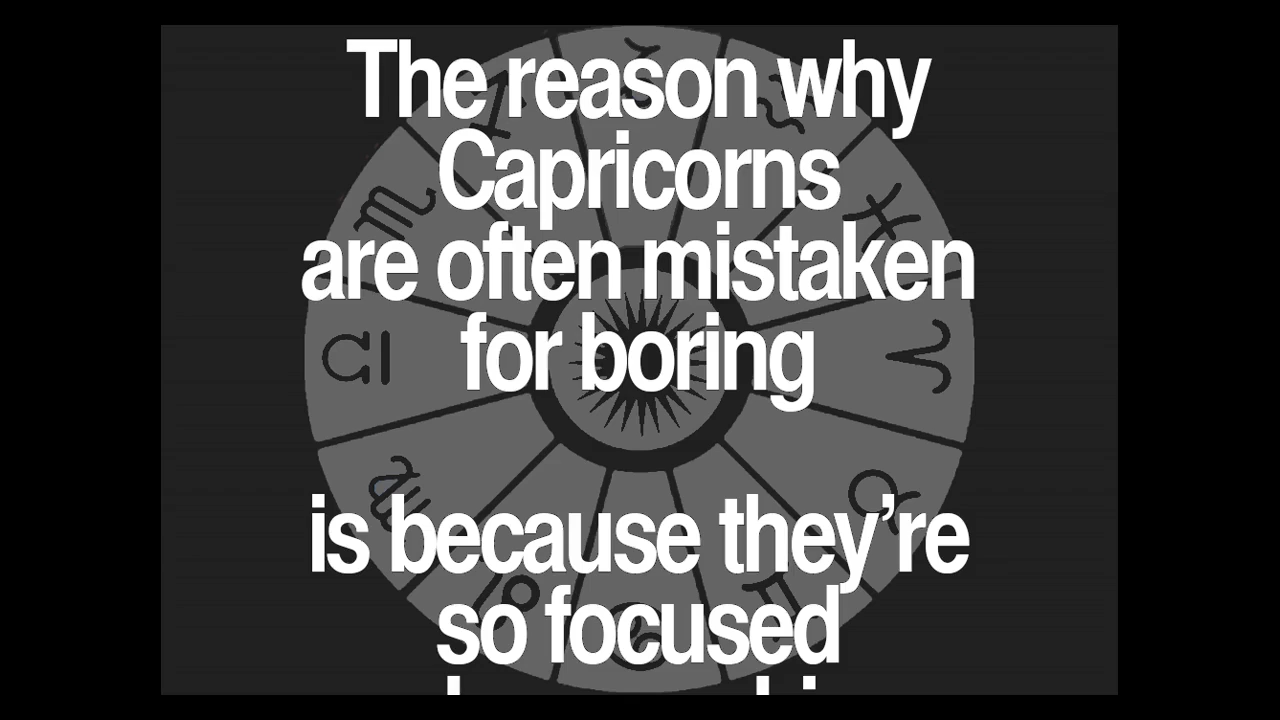 The reason why
Capricorns
are often mistaken
for boring
is because they’re
so focused